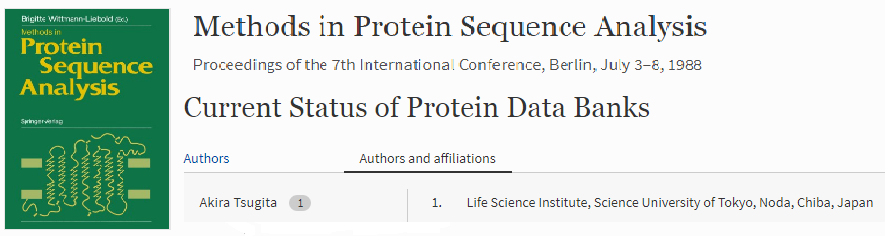 Brigitte Wittmann-Liebold (Ed.)
Methods in
Protein
Sequence
Analysis
Springer-Verlag
Methods in Protein Sequence Analysis
Proceedings of the 7th International Conference, Berlin, July 3–8, 1988
Current Status of Protein Data Banks
Authors
Authors and affiliations
Akira Tsugita 1
1. Life Science Institute, Science University of Tokyo, Noda, Chiba, Japan